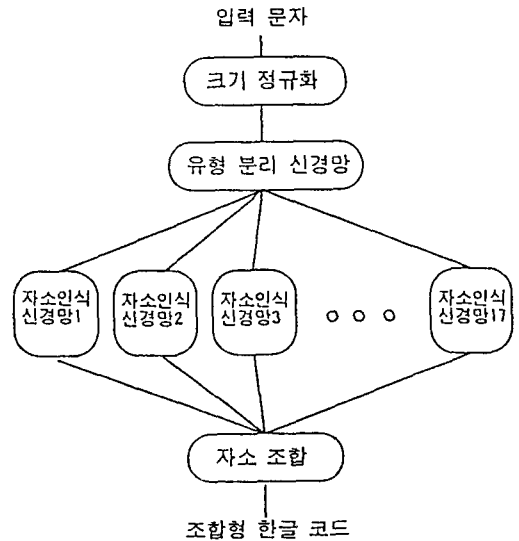 입력 문자
크기 정규화
유형 분리 신경망
자소인식
신경망1
자소인식
신경망2
자소인식
신경망3
자소인식
신경망17
자소 조합
조합형 한글 코드